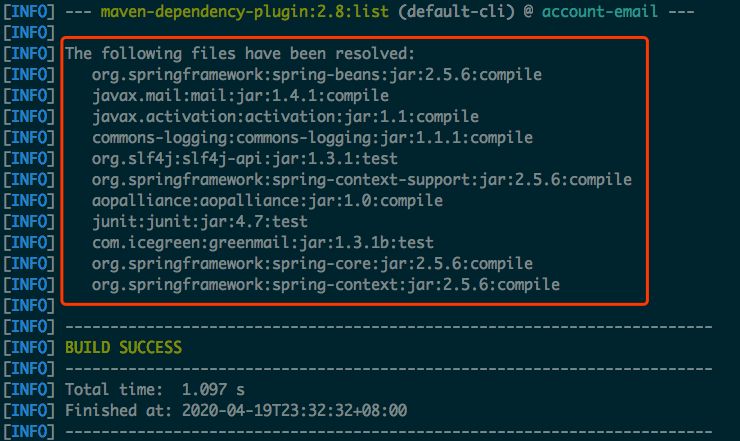 [INFO] --- maven-dependency-plugin:2.8:list (default-cli) @ account-email ---
[INFO]
[INFO] The following files have been resolved:
[INFO]    org.springframework:spring-beans:jar:2.5.6:compile
[INFO]    javax.mail:mail:jar:1.4.1:compile
[INFO]    javax.activation:activation:jar:1.1:compile
[INFO]    commons-logging:commons-logging:jar:1.1.1:compile
[INFO]    org.slf4j:slf4j-api:jar:1.3.1:test
[INFO]    org.springframework:spring-context-support:jar:2.5.6:compile
[INFO]    aopalliance:aopalliance:jar:1.0:compile
[INFO]    junit:junit:jar:4.7:test
[INFO]    com.icegreen:greenmail:jar:1.3.1b:test
[INFO]    org.springframework:spring-core:jar:2.5.6:compile
[INFO]    org.springframework:spring-context:jar:2.5.6:compile
[INFO]
[INFO] ------------------------------------------------------------------------
[INFO] BUILD SUCCESS
[INFO] ------------------------------------------------------------------------
[INFO] Total time:  1.097 s
[INFO] Finished at: 2020-04-19T23:32:32+08:00
[INFO] ------------------------------------------------------------------------